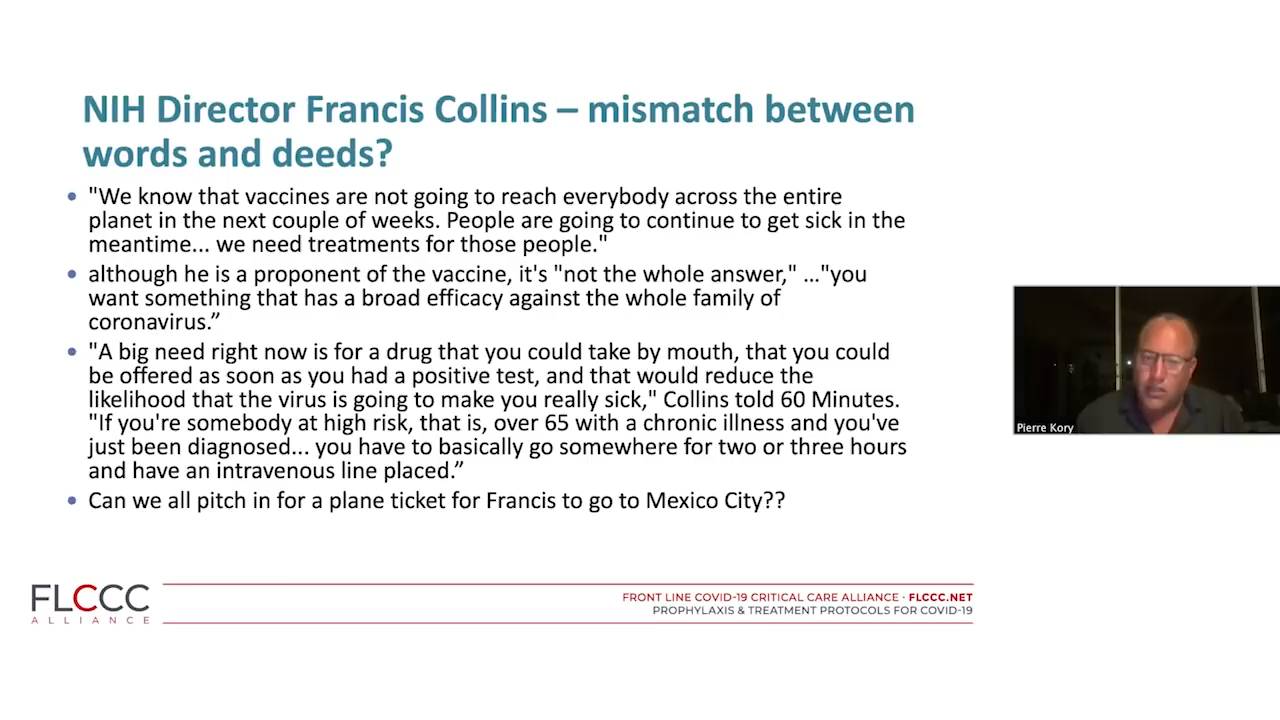 NIH Director Francis Collins – mismatch between
words and deeds?
• "We know that vaccines are not going to reach everybody across the entire
planet in the next couple of weeks. People are going to continue to get sick in the
meantime... we need treatments for those people."
• although he is a proponent of the vaccine, it's "not the whole answer," ..."you
want something that has a broad efficacy against the whole family of
coronavirus.”
• "A big need right now is for a drug that you could take by mouth, that you could
be offered as soon as you had a positive test, and that would reduce the
likelihood that the virus is going to make you really sick," Collins told 60 Minutes.
"If you're somebody at high risk, that is, over 65 with a chronic illness and you've
just been diagnosed... you have to basically go somewhere for two or three hours
and have an intravenous line placed.”
• Can we all pitch in for a plane ticket for Francis to go to Mexico City??
Pierre Kory
FLCCC
ALLIANCE
FRONT LINE COVID-19 CRITICAL CARE ALLIANCE · FLCCC.NET
PROPHYLAXIS & TREATMENT PROTOCOLS FOR COVID-19